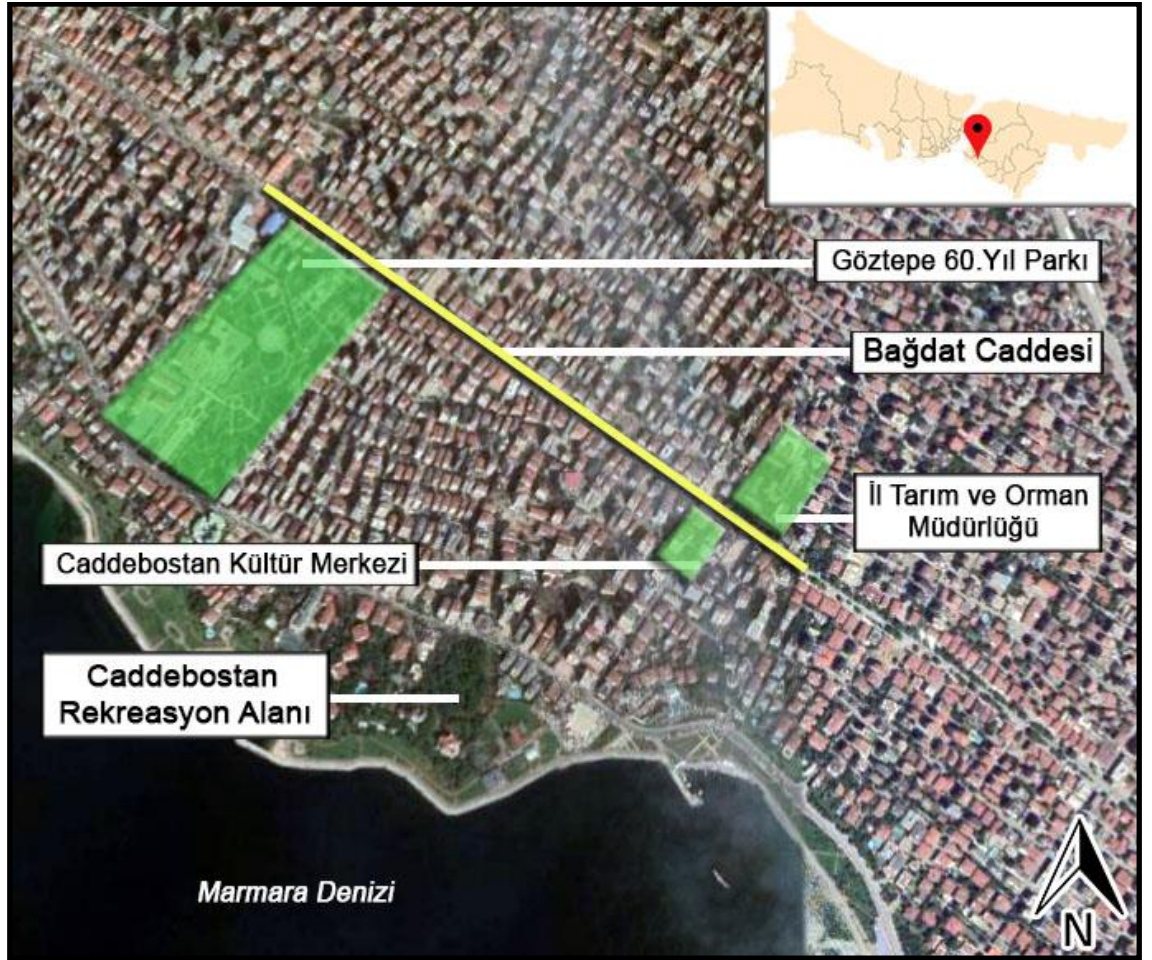 Göztepe 60.Yıl Parkı
Bağdat Caddesi
İl Tarım ve Orman
Müdürlüğü
Caddebostan Kültür Merkezi
Caddebostan
Rekreasyon Alanı
Marmara Denizi
N